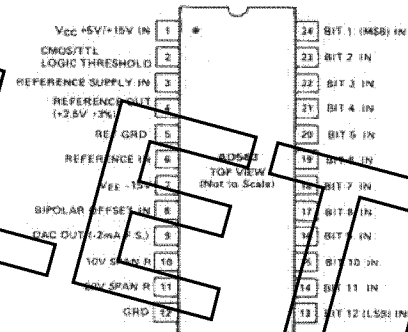 VCC +5V/+15V IN 1
CMOS/TTL
LOGIC THRESHOLD 2
REFERENCE SUPPLY IN 3
REFERENCE OUT
(+2.5V ±3%) 4
REF GRD 5
REFERENCE IN 6
VEE -15V 7
BIPOLAR OFFSET IN 8
DAC OUT (-2mA F.S.) 9
10V SPAN R 10
20V SPAN R 11
GRD 12
TOP VIEW
(Not to Scale)
24 BIT 1 (MSB) IN
23 BIT 2 IN
22 BIT 3 IN
21 BIT 4 IN
20 BIT 5 IN
19 BIT 6 IN
18 BIT 7 IN
17 BIT 8 IN
16 BIT 9 IN
15 BIT 10 IN
14 BIT 11 IN
13 BIT 12 (LSB) IN